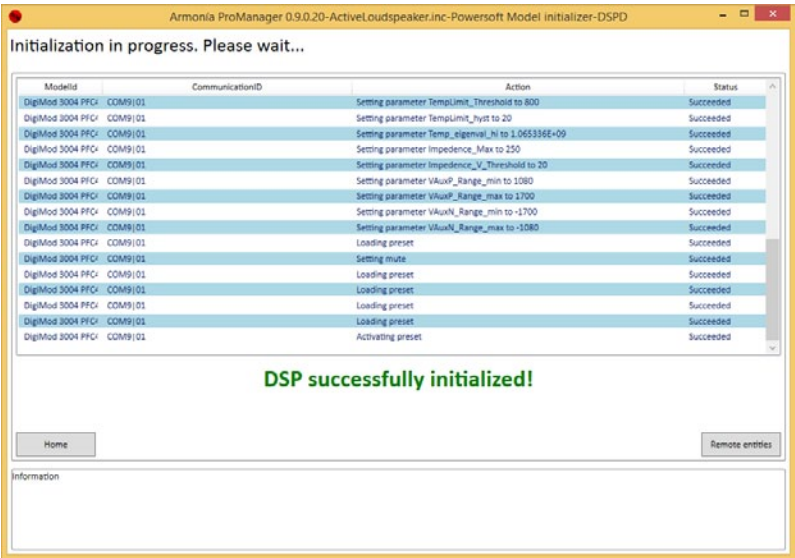 Armonía ProManager 0.9.0.20-ActiveLoudspeaker.inc-Powersoft Model initializer-DSPD
Initialization in progress. Please wait...
ModelId CommunicationID Action Status
DigiMod 3004 PFC4 COM9|01 Setting parameter TempLimit_Threshold to 800 Succeeded
DigiMod 3004 PFC4 COM9|01 Setting parameter TempLimit_hyst to 20 Succeeded
DigiMod 3004 PFC4 COM9|01 Setting parameter Temp_eigenval_hi to 1.065336E+09 Succeeded
DigiMod 3004 PFC4 COM9|01 Setting parameter Impedence_Max to 250 Succeeded
DigiMod 3004 PFC4 COM9|01 Setting parameter Impedence_V_Threshold to 20 Succeeded
DigiMod 3004 PFC4 COM9|01 Setting parameter VAuxP_Range_min to 1080 Succeeded
DigiMod 3004 PFC4 COM9|01 Setting parameter VAuxP_Range_max to 1700 Succeeded
DigiMod 3004 PFC4 COM9|01 Setting parameter VAuxN_Range_min to -1700 Succeeded
DigiMod 3004 PFC4 COM9|01 Setting parameter VAuxN_Range_max to -1080 Succeeded
DigiMod 3004 PFC4 COM9|01 Loading preset Succeeded
DigiMod 3004 PFC4 COM9|01 Setting mute Succeeded
DigiMod 3004 PFC4 COM9|01 Loading preset Succeeded
DigiMod 3004 PFC4 COM9|01 Loading preset Succeeded
DigiMod 3004 PFC4 COM9|01 Loading preset Succeeded
DigiMod 3004 PFC4 COM9|01 Loading preset Succeeded
DigiMod 3004 PFC4 COM9|01 Activating preset Succeeded
DSP successfully initialized!
Home Remote entities
Information